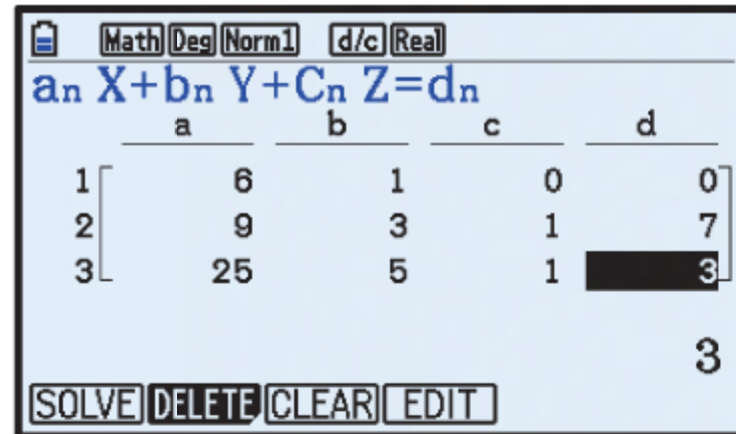 Math Deg Norm1 d/c Real
an X+bn Y+Cn Z=dn
a b c d
1 6 1 0 0
2 9 3 1 7
3 25 5 1 3
3
SOLVE DELETE CLEAR EDIT